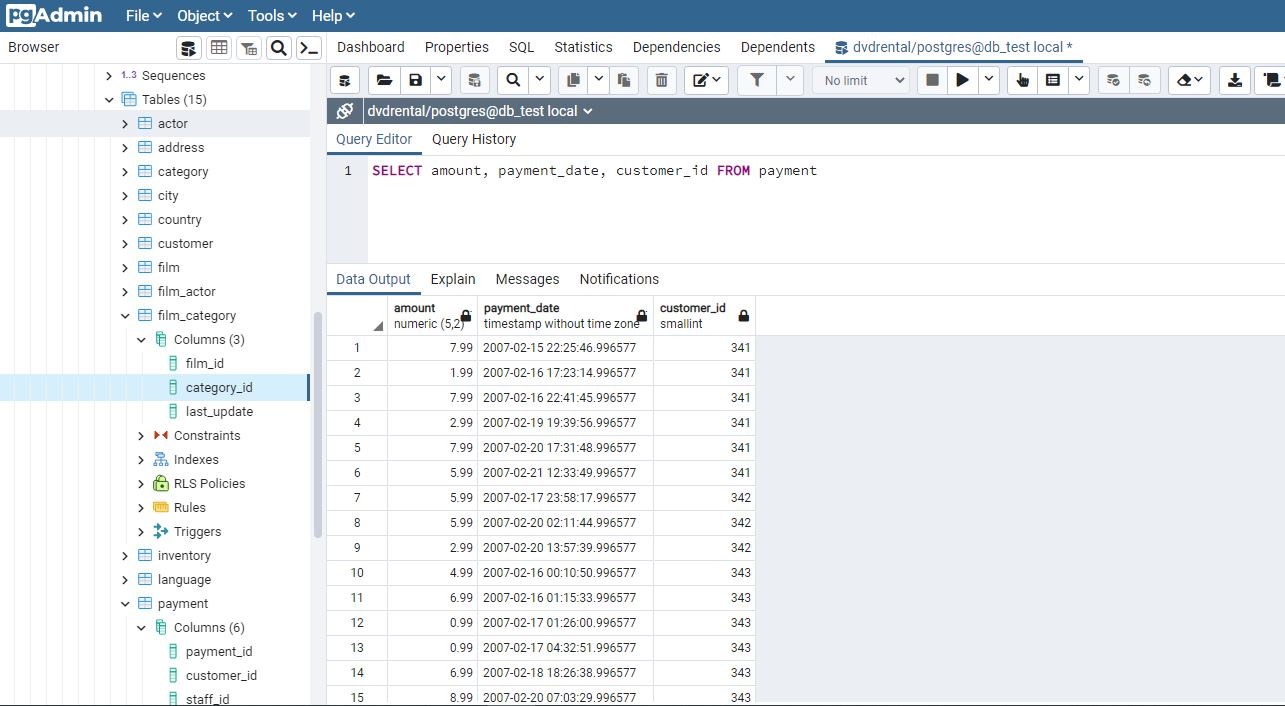 pgAdmin File Object Tools Help
Browser
Dashboard Properties SQL Statistics Dependencies Dependents dvdrental/postgres@db_test local *
No limit
dvdrental/postgres@db_test local
Query Editor Query History
1 SELECT amount, payment_date, customer_id FROM payment
1..3 Sequences
Tables (15)
actor
address
category
city
country
customer
film
film_actor
film_category
Columns (3)
film_id
category_id
last_update
Constraints
Indexes
RLS Policies
Rules
Triggers
inventory
language
payment
Columns (6)
payment_id
customer_id
staff_id
Data Output Explain Messages Notifications
amount payment_date customer_id
numeric (5,2) timestamp without time zone smallint
1 7.99 2007-02-15 22:25:46.996577 341
2 1.99 2007-02-16 17:23:14.996577 341
3 7.99 2007-02-16 22:41:45.996577 341
4 2.99 2007-02-19 19:39:56.996577 341
5 7.99 2007-02-20 17:31:48.996577 341
6 5.99 2007-02-21 12:33:49.996577 341
7 5.99 2007-02-17 23:58:17.996577 342
8 5.99 2007-02-20 02:11:44.996577 342
9 2.99 2007-02-20 13:57:39.996577 342
10 4.99 2007-02-16 00:10:50.996577 343
11 6.99 2007-02-16 01:15:33.996577 343
12 0.99 2007-02-17 01:26:00.996577 343
13 0.99 2007-02-17 04:32:51.996577 343
14 6.99 2007-02-18 18:26:38.996577 343
15 8.99 2007-02-20 07:03:29.996577 343